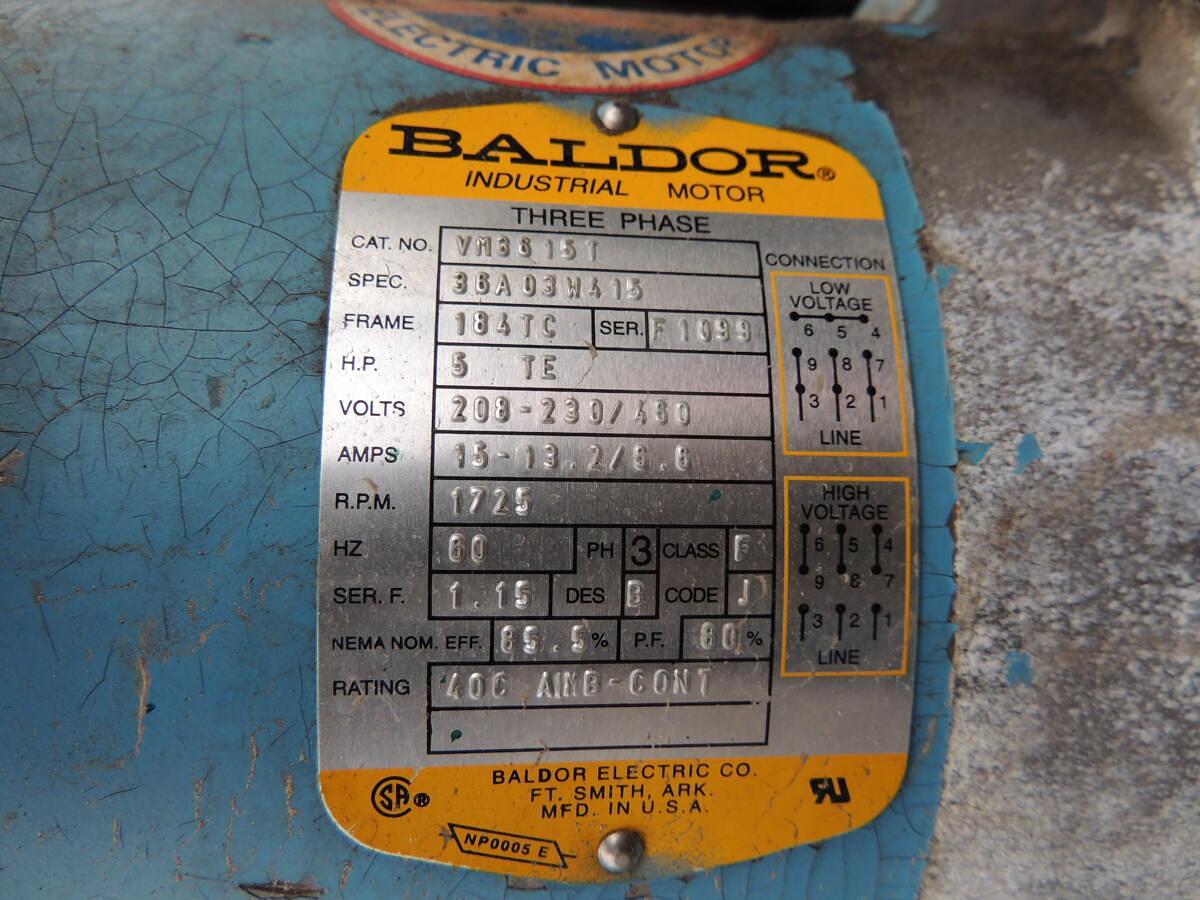 ELECTRIC MOTOR
BALDOR®
INDUSTRIAL MOTOR
THREE PHASE
CAT. NO. VM3615T
SPEC. 36A03W415
FRAME 184TC SER. F1099
H.P. 5 TE
VOLTS 208-230/460
AMPS 15-13.2/6.6
R.P.M. 1725
HZ 60 PH 3 CLASS F
SER. F. 1.15 DES B CODE J
NEMA NOM. EFF. 85.5% P.F. 80%
RATING 40C AMB-CONT
CONNECTION
LOW
VOLTAGE
6 5 4
9 8 7
3 2 1
LINE
HIGH
VOLTAGE
6 5 4
9 8 7
3 2 1
LINE
SA®
BALDOR ELECTRIC CO.
FT. SMITH, ARK.
MFD. IN U.S.A.
NP0005 E
RU